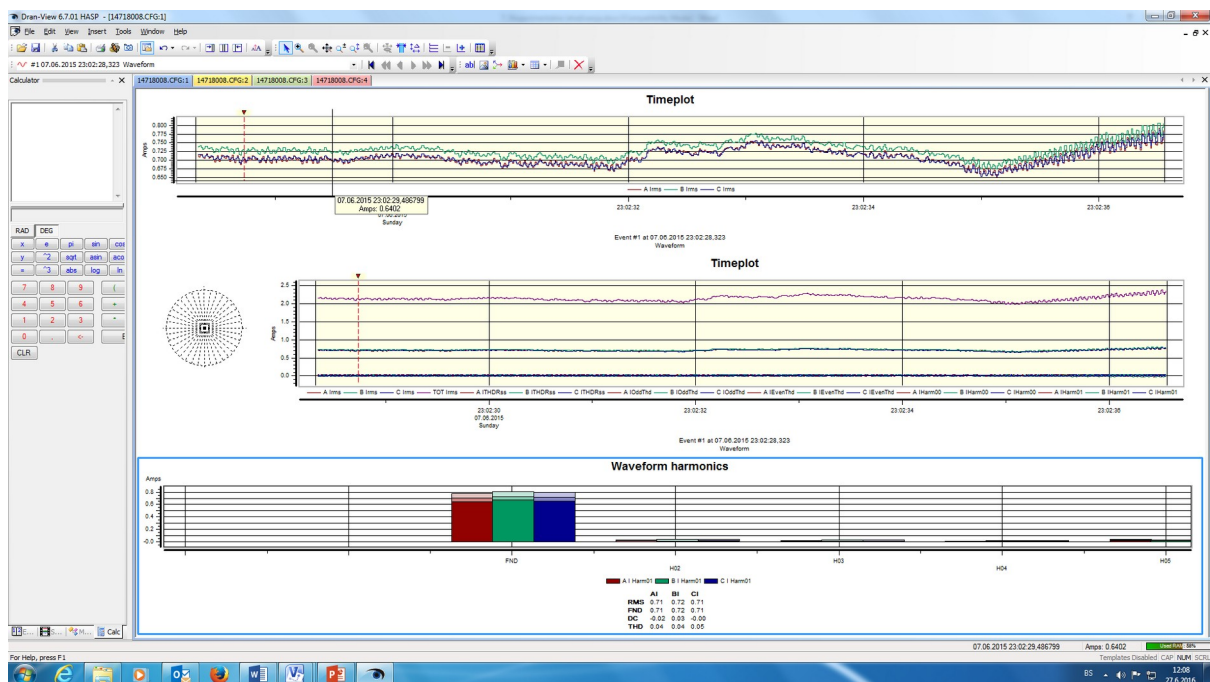 Dran-View 6.7.01 HASP - [14718008.CFG:1]
File Edit View Insert Tools Window Help
#1 07.06.2015 23:02:28,323 Waveform
abl
Calculator
14718008.CFG:1 14718008.CFG:2 14718008.CFG:3 14718008.CFG:4
RAD DEG
x e pi sin cos
y ^2 sqrt asin aco
= ^3 abs log ln
7 8 9 (
4 5 6 +
1 2 3
0 . <- E
CLR
E... S... M... Calc
Timeplot
Amps
0.800
0.775
0.750
0.725
0.700
0.675
0.650
A Irms B Irms C Irms
23:02:32 23:02:34 23:02:36
07.06.2015 23:02:29,486799
Amps: 0.6402
07.06.2015
Sunday
Event #1 at 07.06.2015 23:02:28,323
Waveform
Timeplot
Amps
2.5
2.0
1.5
1.0
0.5
0.0
A Irms B Irms C Irms TOT Irms A ITHDRss B ITHDRss C ITHDRss A IOddThd B IOddThd C IOddThd A IEvenThd B IEvenThd C IEvenThd A IHarm00 B IHarm00 C IHarm00 A IHarm01 B IHarm01 C IHarm01
23:02:30 23:02:32 23:02:34 23:02:36
07.06.2015
Sunday
Event #1 at 07.06.2015 23:02:28,323
Waveform
Waveform harmonics
Amps
0.8
0.6
0.4
0.2
-0.0
FND H02 H03 H04 H05
A I Harm01 B I Harm01 C I Harm01
AI BI CI
RMS 0.71 0.72 0.71
FND 0.71 0.72 0.71
DC -0.02 0.03 -0.00
THD 0.04 0.04 0.05
07.06.2015 23:02:29,486799 Amps: 0.6402
For Help, press F1
Templates Disabled CAP NUM SCRL
BS 12:08
27.6.2016